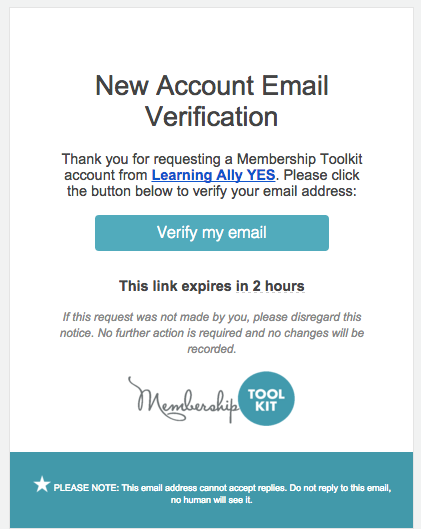 New Account Email
Verification
Thank you for requesting a Membership Toolkit
account from Learning Ally YES. Please click
the button below to verify your email address:
Verify my email
This link expires in 2 hours
If this request was not made by you, please disregard this
notice. No further action is required and no changes will be
recorded.
Membership TOOL
KIT
PLEASE NOTE: This email address cannot accept replies. Do not reply to this email,
no human will see it.